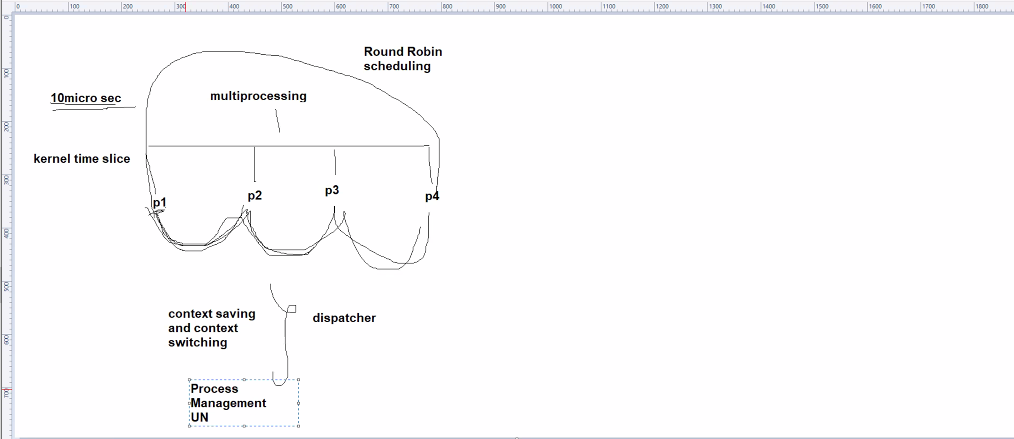 Round Robin
scheduling
10micro sec
multiprocessing
kernel time slice
p1
p2
p3
p4
context saving
and context
switching
dispatcher
Process
Management
UN